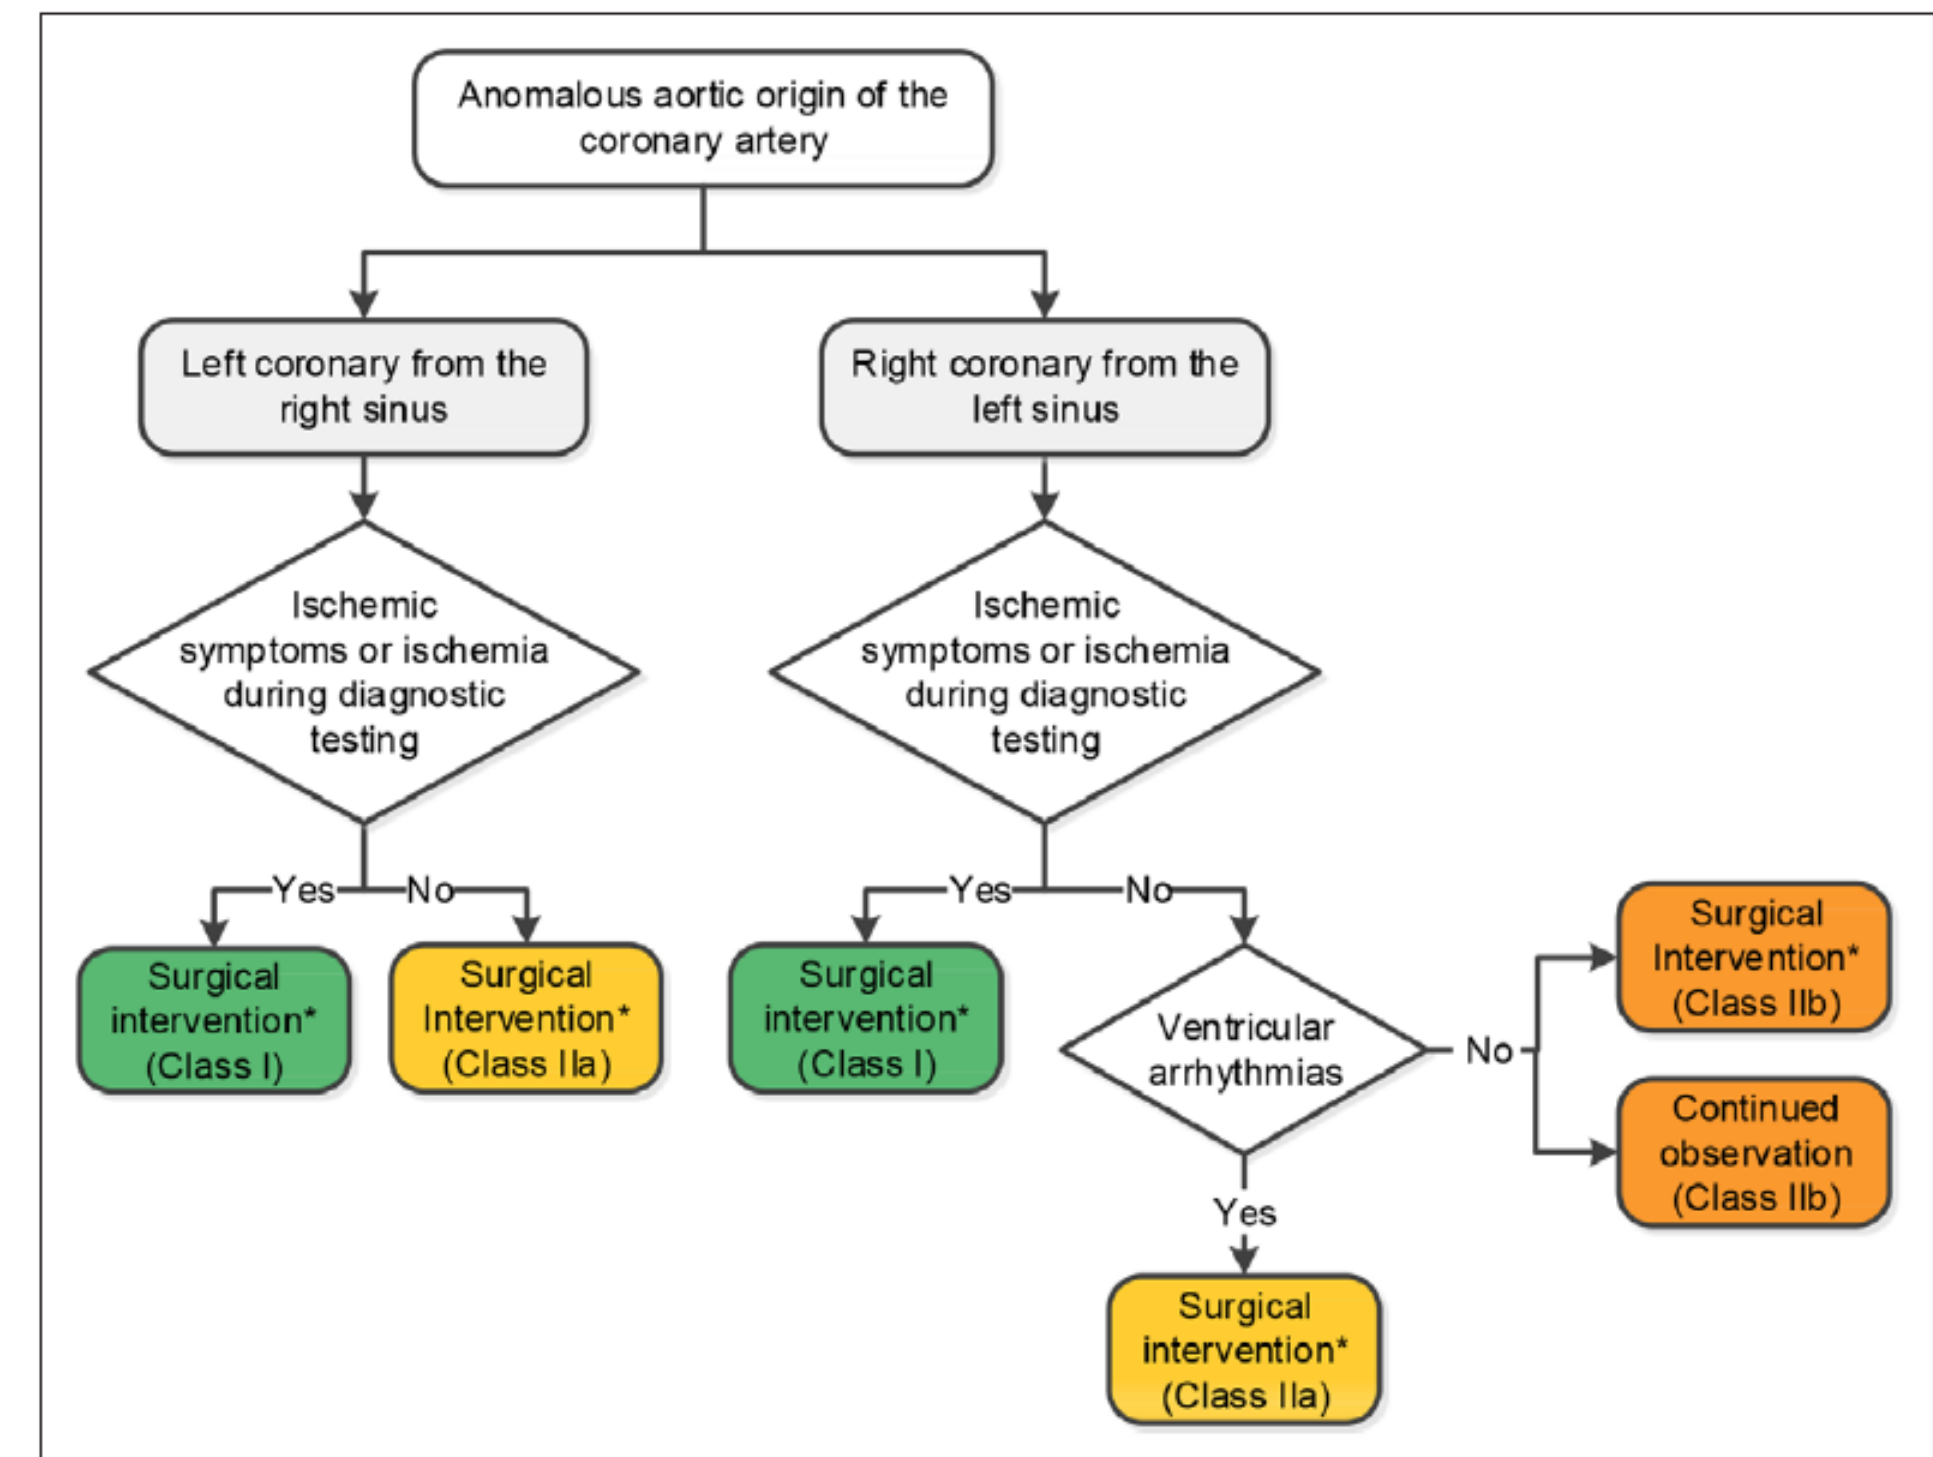 Anomalous aortic origin of the
coronary artery
Left coronary from the
right sinus
Right coronary from the
left sinus
Ischemic
symptoms or ischemia
during diagnostic
testing
Ischemic
symptoms or ischemia
during diagnostic
testing
Yes
No
Yes
No
Surgical
intervention*
(Class I)
Surgical
Intervention*
(Class IIa)
Surgical
intervention*
(Class I)
Ventricular
arrhythmias
No
Surgical
Intervention*
(Class IIb)
Continued
observation
(Class IIb)
Yes
Surgical
intervention*
(Class IIa)